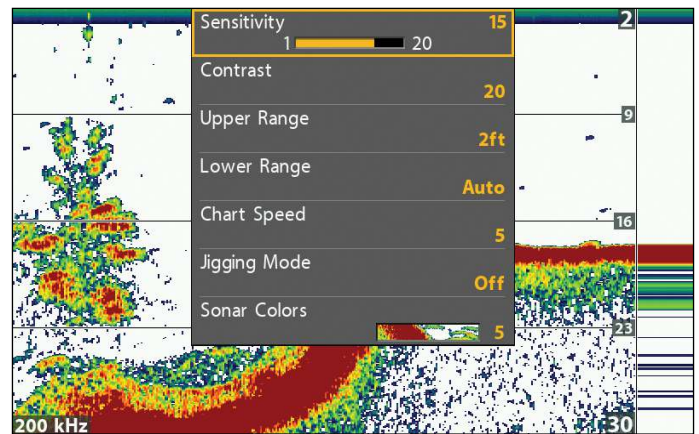 Sensitivity 15
1 20
Contrast
20
Upper Range
2ft
Lower Range
Auto
Chart Speed
5
Jigging Mode
Off
Sonar Colors
5
2
9
16
23
30
200 kHz